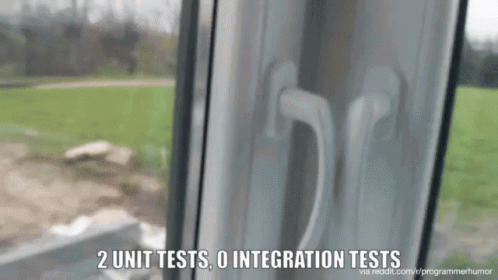 2 UNIT TESTS, 0 INTEGRATION TESTS
via reddit.com/r/programmerhumor